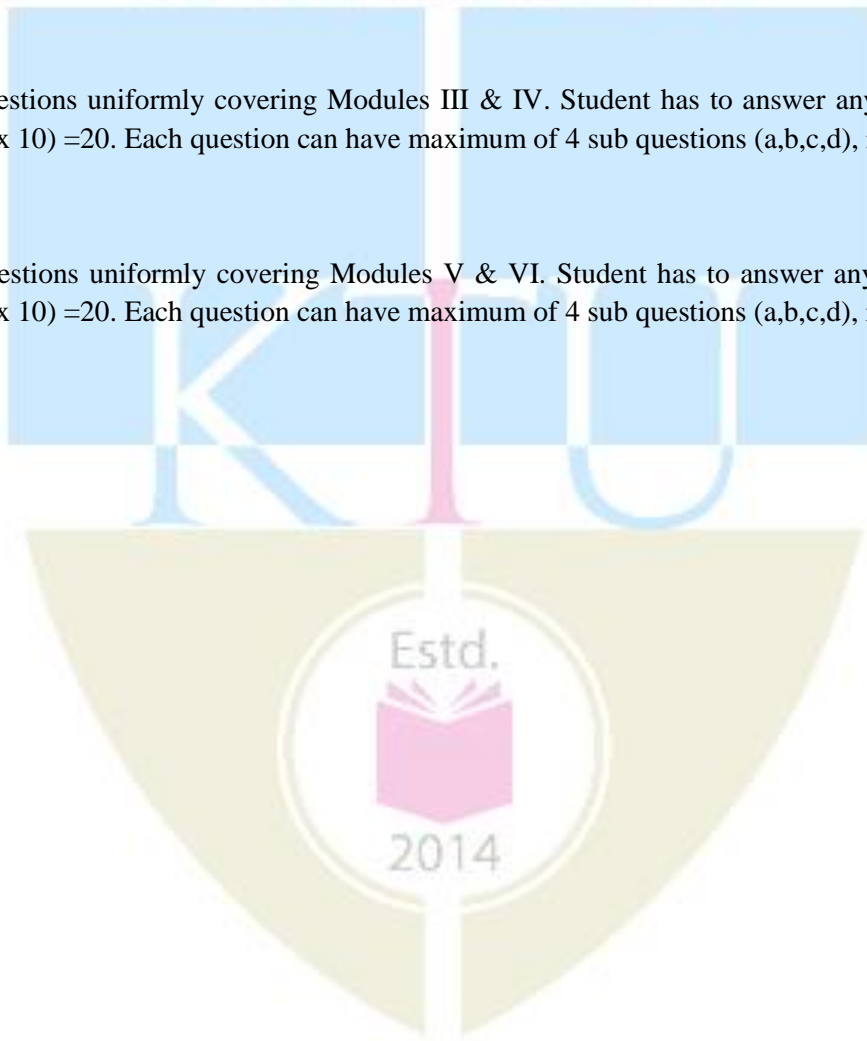 estions uniformly covering Modules III & IV. Student has to answer any
x 10) =20. Each question can have maximum of 4 sub questions (a,b,c,d),
estions uniformly covering Modules V & VI. Student has to answer any
x 10) =20. Each question can have maximum of 4 sub questions (a,b,c,d),
KTU
Estd.
2014